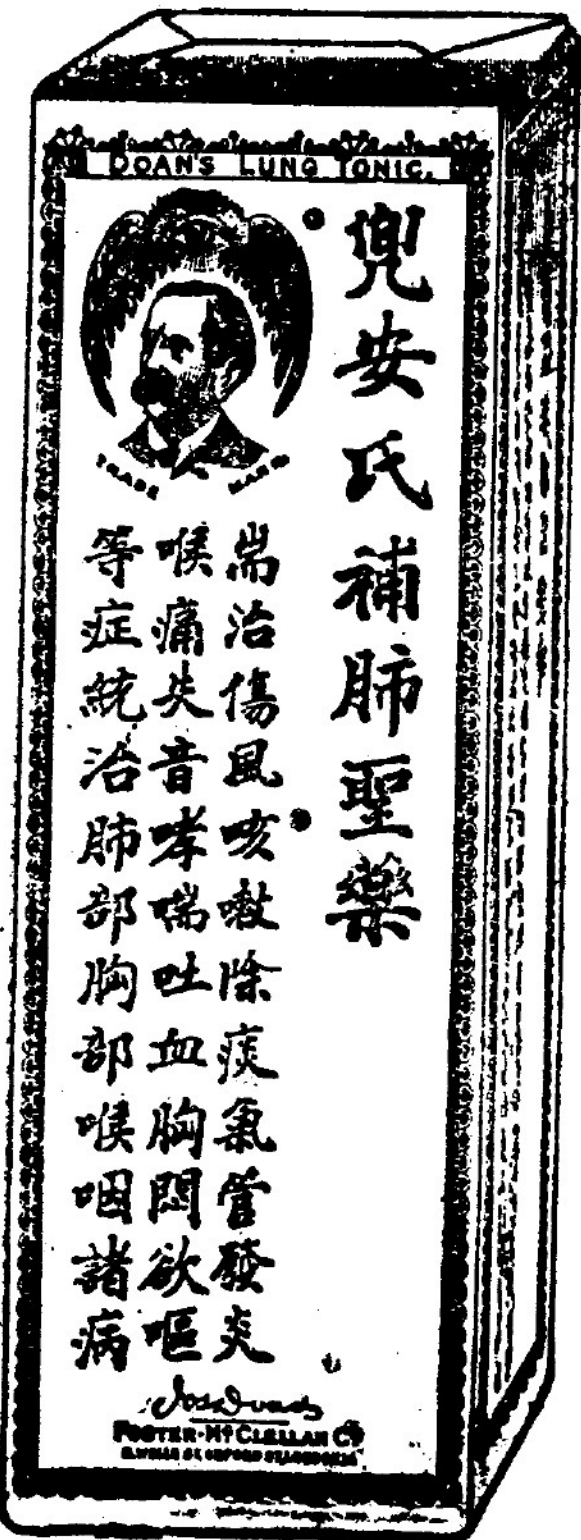 DOAN'S LUNG TONIC.
兜安氏補肺聖藥
TRADE MARK
耑治傷風咳嗽除痰氣管發炎
喉痛失音哮喘吐血胸悶欲嘔
等症統治肺部胸部喉咽諸病
FOSTER-McCLELLAN Co